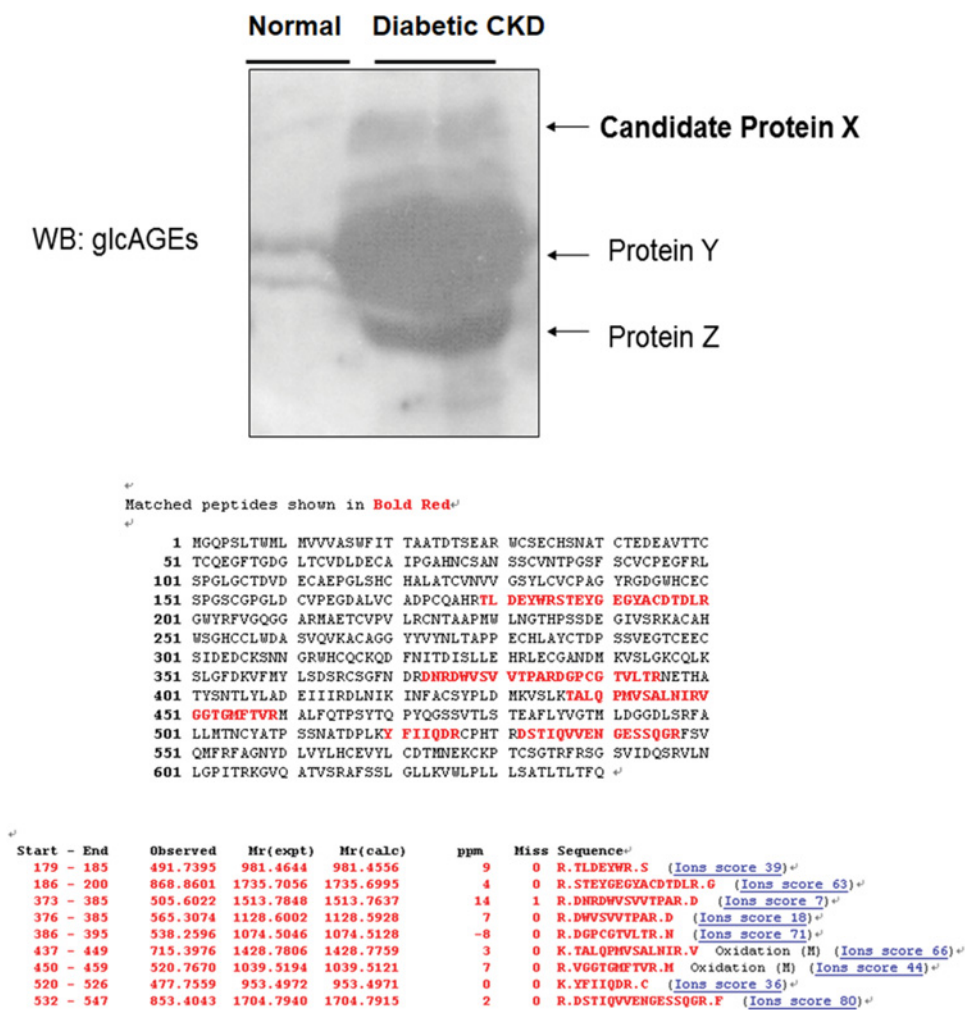 Normal Diabetic CKD
Candidate Protein X
WB: glcAGEs
Protein Y
Protein Z
Matched peptides shown in Bold Red
1 MGQPSLTWML MVVVASWFIT TAATDTSEAR WCSECHSNAT CTEDEAVTTC
51 TCQEGFTGDG LTCVDLDECA IPGAHNCSAN SSCVNTPGSF SCVCPEGFRL
101 SPGLGCTDVD ECAEPGLSHC HALATCVNVV GSYLCVCPAG YRGDGWHCEC
151 SPGSCGPGLD CVPEGDALVC ADPCQAHRTL DEYWRSTEYG EGYACDTDLR
201 GWYRFVGQGG ARMAETCVPV LRCNTAAPMW LNGTHPSSDE GIVSRKACAH
251 WSGHCCLWDA SVQVKACAGG YYVYNLTAPP ECHLAYCTDP SSVEGTCEEC
301 SIDEDCKSNN GRWHCQCKQD FNITDISLLE HRLECGANDM KVSLGKCQLK
351 SLGFDKVFMY LSDSRCSGFN DRDNRDWVSV VTPARDGPCG TVLTRNETHA
401 TYSNTLYLAD EIIIRDLNIK INFACSYPLD MKVSLKTALQ PMVSALNIRV
451 GGTGMFTVRM ALFQTPSYTQ PYQGSSVTLS TEAFLYVGTM LDGGDLSRFA
501 LLMTNCYATP SSNATDPLKY FIIQDRCPHT RDSTIQVVEN GESSQGRFSV
551 QMFRFAGNYD LVYLHCEVYL CDTMNEKCKP TCSGTRFRSG SVIDQSRVLN
601 LGPITRKGVQ ATVSRAFSSL GLLKVWLPLL LSATLTLTFQ
Start - End Observed Mr(expt) Mr(calc) ppm Miss Sequence
179 - 185 491.7395 981.4644 981.4556 9 0 R.TLDEYWR.S (Ions score 39)
186 - 200 868.8601 1735.7056 1735.6995 4 0 R.STEYGEGYACDTDLR.G (Ions score 63)
373 - 385 505.6022 1513.7848 1513.7637 14 1 R.DNRDWVSVVTPAR.D (Ions score 7)
376 - 385 565.3074 1128.6002 1128.5928 7 0 R.DWVSVVTPAR.D (Ions score 18)
386 - 395 538.2596 1074.5046 1074.5128 -8 0 R.DGPCGTVLTR.N (Ions score 71)
437 - 449 715.3976 1428.7806 1428.7759 3 0 K.TALQPMVSALNIR.V Oxidation (M) (Ions score 66)
450 - 459 520.7670 1039.5194 1039.5121 7 0 R.VGGTGMFTVR.M Oxidation (M) (Ions score 44)
520 - 526 477.7559 953.4972 953.4971 0 0 K.YFIIQDR.C (Ions score 36)
532 - 547 853.4043 1704.7940 1704.7915 2 0 R.DSTIQVVENGESSQGR.F (Ions score 80)